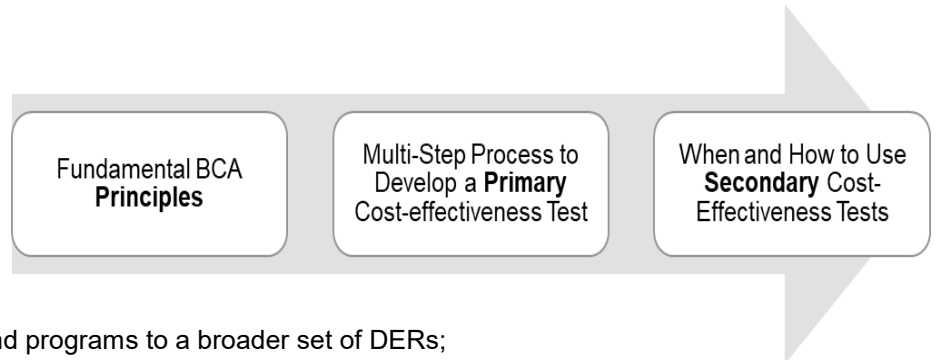 Fundamental BCA
Principles
Multi-Step Process to
Develop a Primary
Cost-effectiveness Test
When and How to Use
Secondary Cost-
Effectiveness Tests
nd programs to a broader set of DERs;